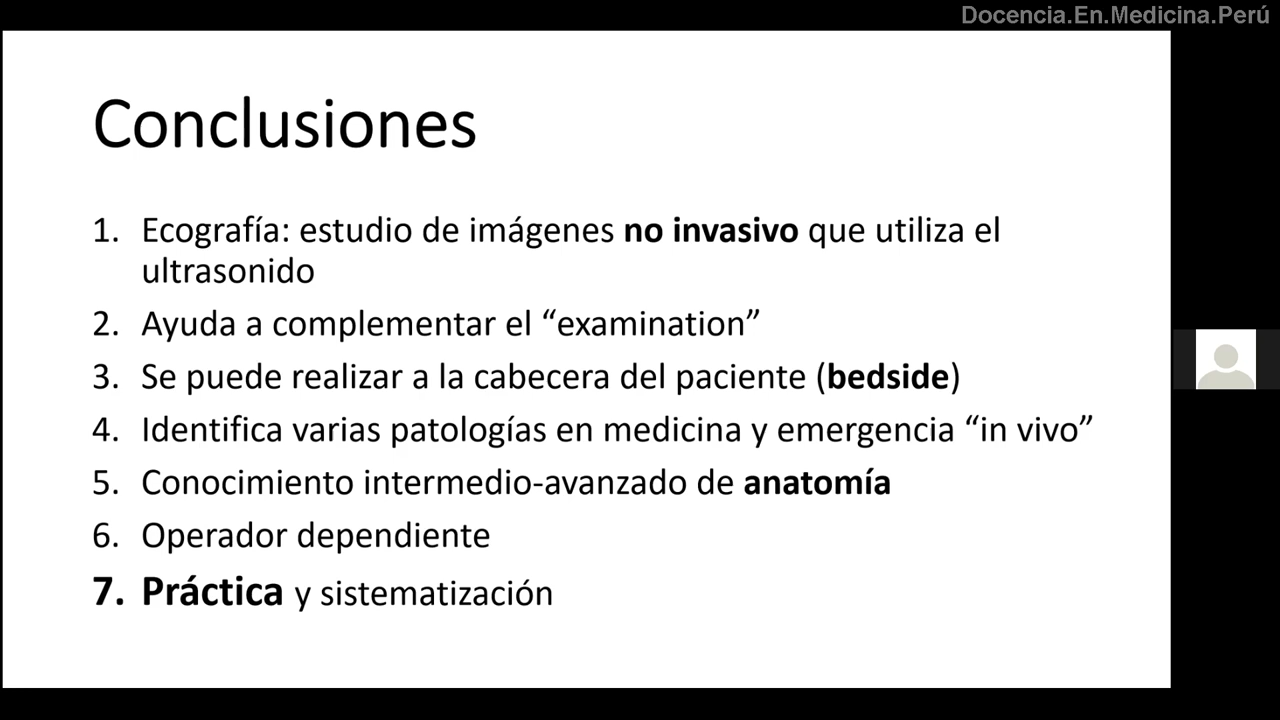 Docencia.En.Medicina.Perú
Conclusiones
1. Ecografía: estudio de imágenes no invasivo que utiliza el
ultrasonido
2. Ayuda a complementar el “examination”
3. Se puede realizar a la cabecera del paciente (bedside)
4. Identifica varias patologías en medicina y emergencia “in vivo”
5. Conocimiento intermedio-avanzado de anatomía
6. Operador dependiente
7. Práctica y sistematización